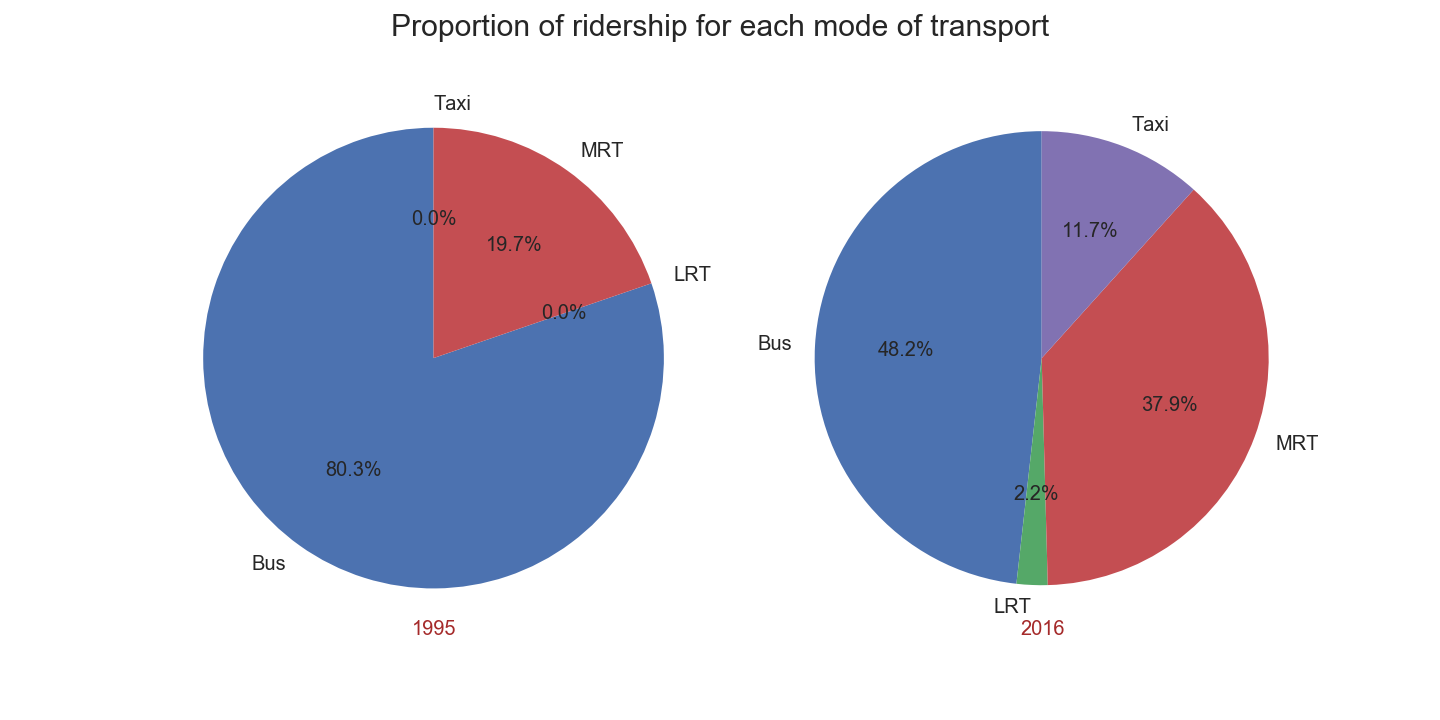 Proportion of ridership for each mode of transport
Taxi
MRT
0.0%
19.7%
LRT
0.0%
80.3%
Bus
1995
Taxi
11.7%
Bus
48.2%
37.9%
MRT
2.2%
LRT
2016